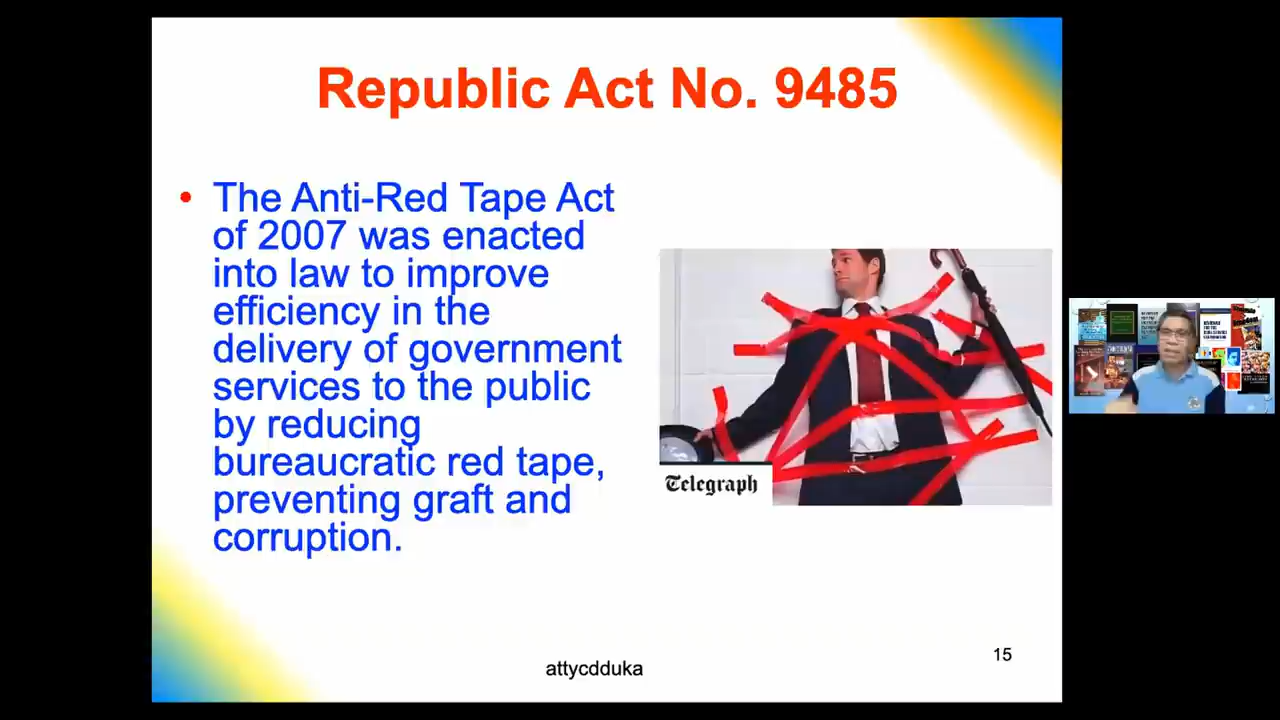 Republic Act No. 9485
• The Anti-Red Tape Act
of 2007 was enacted
into law to improve
efficiency in the
delivery of government
services to the public
by reducing
bureaucratic red tape,
preventing graft and
corruption.
Telegraph
attycdduka
15